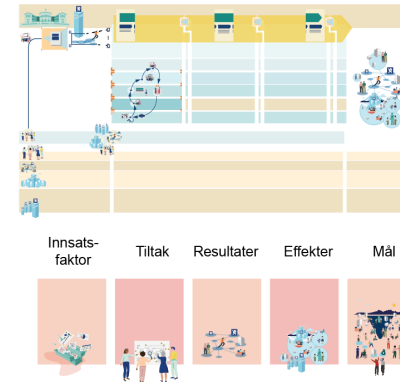 Innsats-
faktor
Tiltak
Resultater
Effekter
Mål